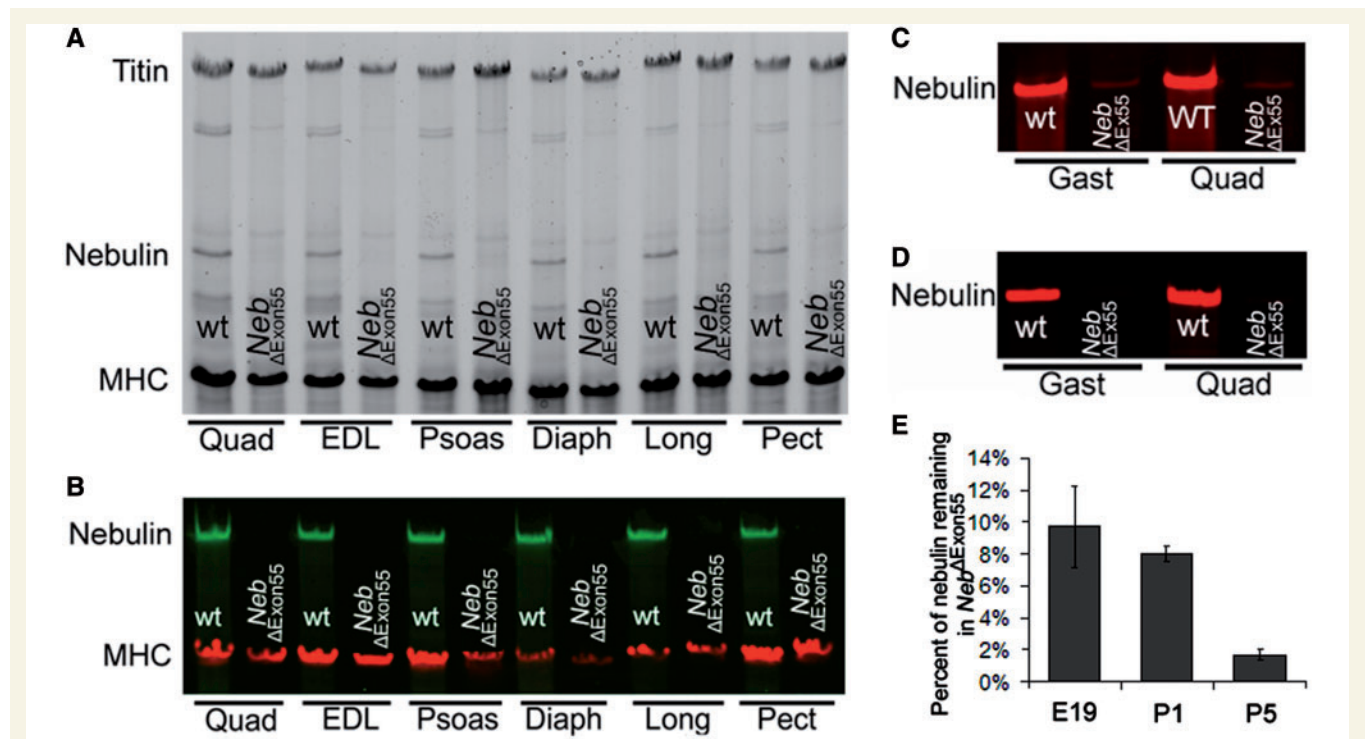 A
Titin
Nebulin
MHC
wt Neb ΔExon55 wt Neb ΔExon55 wt Neb ΔExon55 wt Neb ΔExon55 wt Neb ΔExon55 wt Neb ΔExon55
Quad EDL Psoas Diaph Long Pect
B
Nebulin
MHC
wt Neb ΔExon55 wt Neb ΔExon55 wt Neb ΔExon55 wt Neb ΔExon55 wt Neb ΔExon55 wt Neb ΔExon55
Quad EDL Psoas Diaph Long Pect
C
Nebulin
wt Neb ΔEx55 WT Neb ΔEx55
Gast Quad
D
Nebulin
wt Neb ΔEx55 wt Neb ΔEx55
Gast Quad
E
Percent of nebulin remaining
in Neb ΔExon55
14%
12%
10%
8%
6%
4%
2%
0%
E19 P1 P5